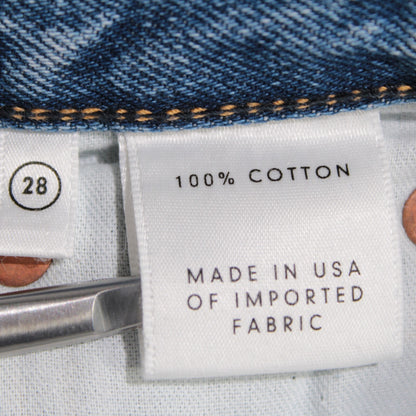 28
100% COTTON
MADE IN USA
OF IMPORTED
FABRIC